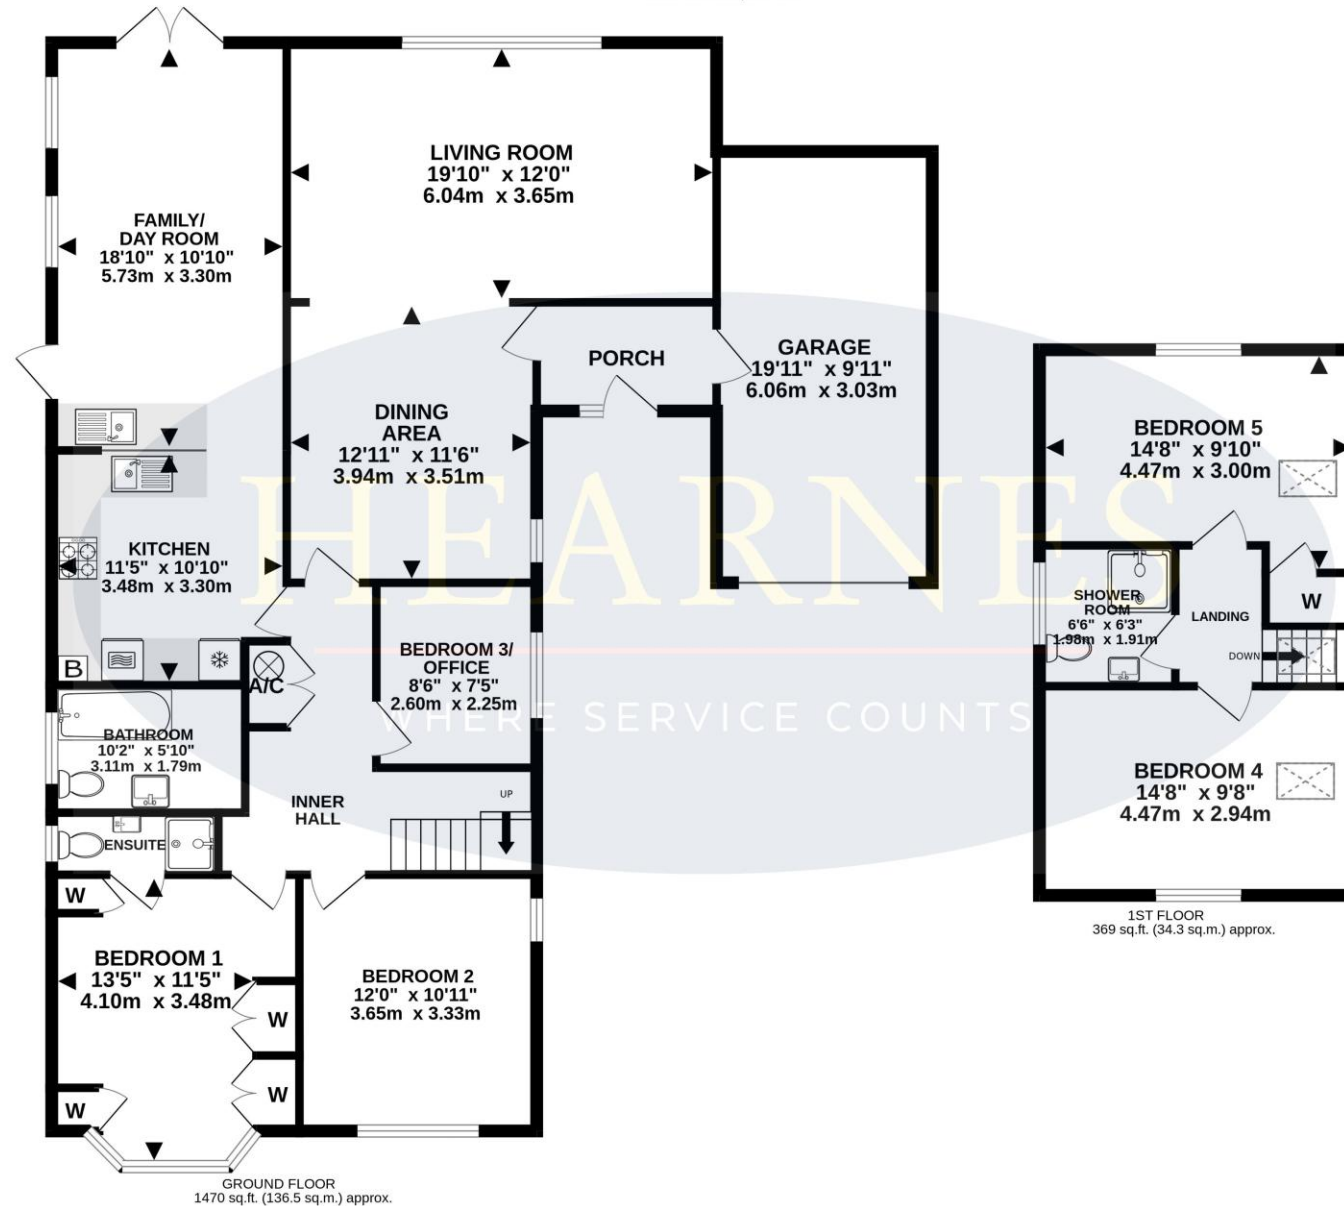 LIVING ROOM
19'10" x 12'0"
6.04m x 3.65m
FAMILY/
DAY ROOM
18'10" x 10'10"
5.73m x 3.30m
PORCH
GARAGE
19'11" x 9'11"
6.06m x 3.03m
DINING
AREA
12'11" x 11'6"
3.94m x 3.51m
KITCHEN
11'5" x 10'10"
3.48m x 3.30m
B
A/C
BEDROOM 3/
OFFICE
8'6" x 7'5"
2.60m x 2.25m
BATHROOM
10'2" x 5'10"
3.11m x 1.79m
INNER
HALL
UP
ENSUITE
W
BEDROOM 1
13'5" x 11'5"
4.10m x 3.48m
W
W
W
BEDROOM 2
12'0" x 10'11"
3.65m x 3.33m
GROUND FLOOR
1470 sq.ft. (136.5 sq.m.) approx.
BEDROOM 5
14'8" x 9'10"
4.47m x 3.00m
SHOWER
ROOM
6'6" x 6'3"
1.98m x 1.91m
LANDING
W
DOWN
BEDROOM 4
14'8" x 9'8"
4.47m x 2.94m
1ST FLOOR
369 sq.ft. (34.3 sq.m.) approx.
HEARNES
WHERE SERVICE COUNTS